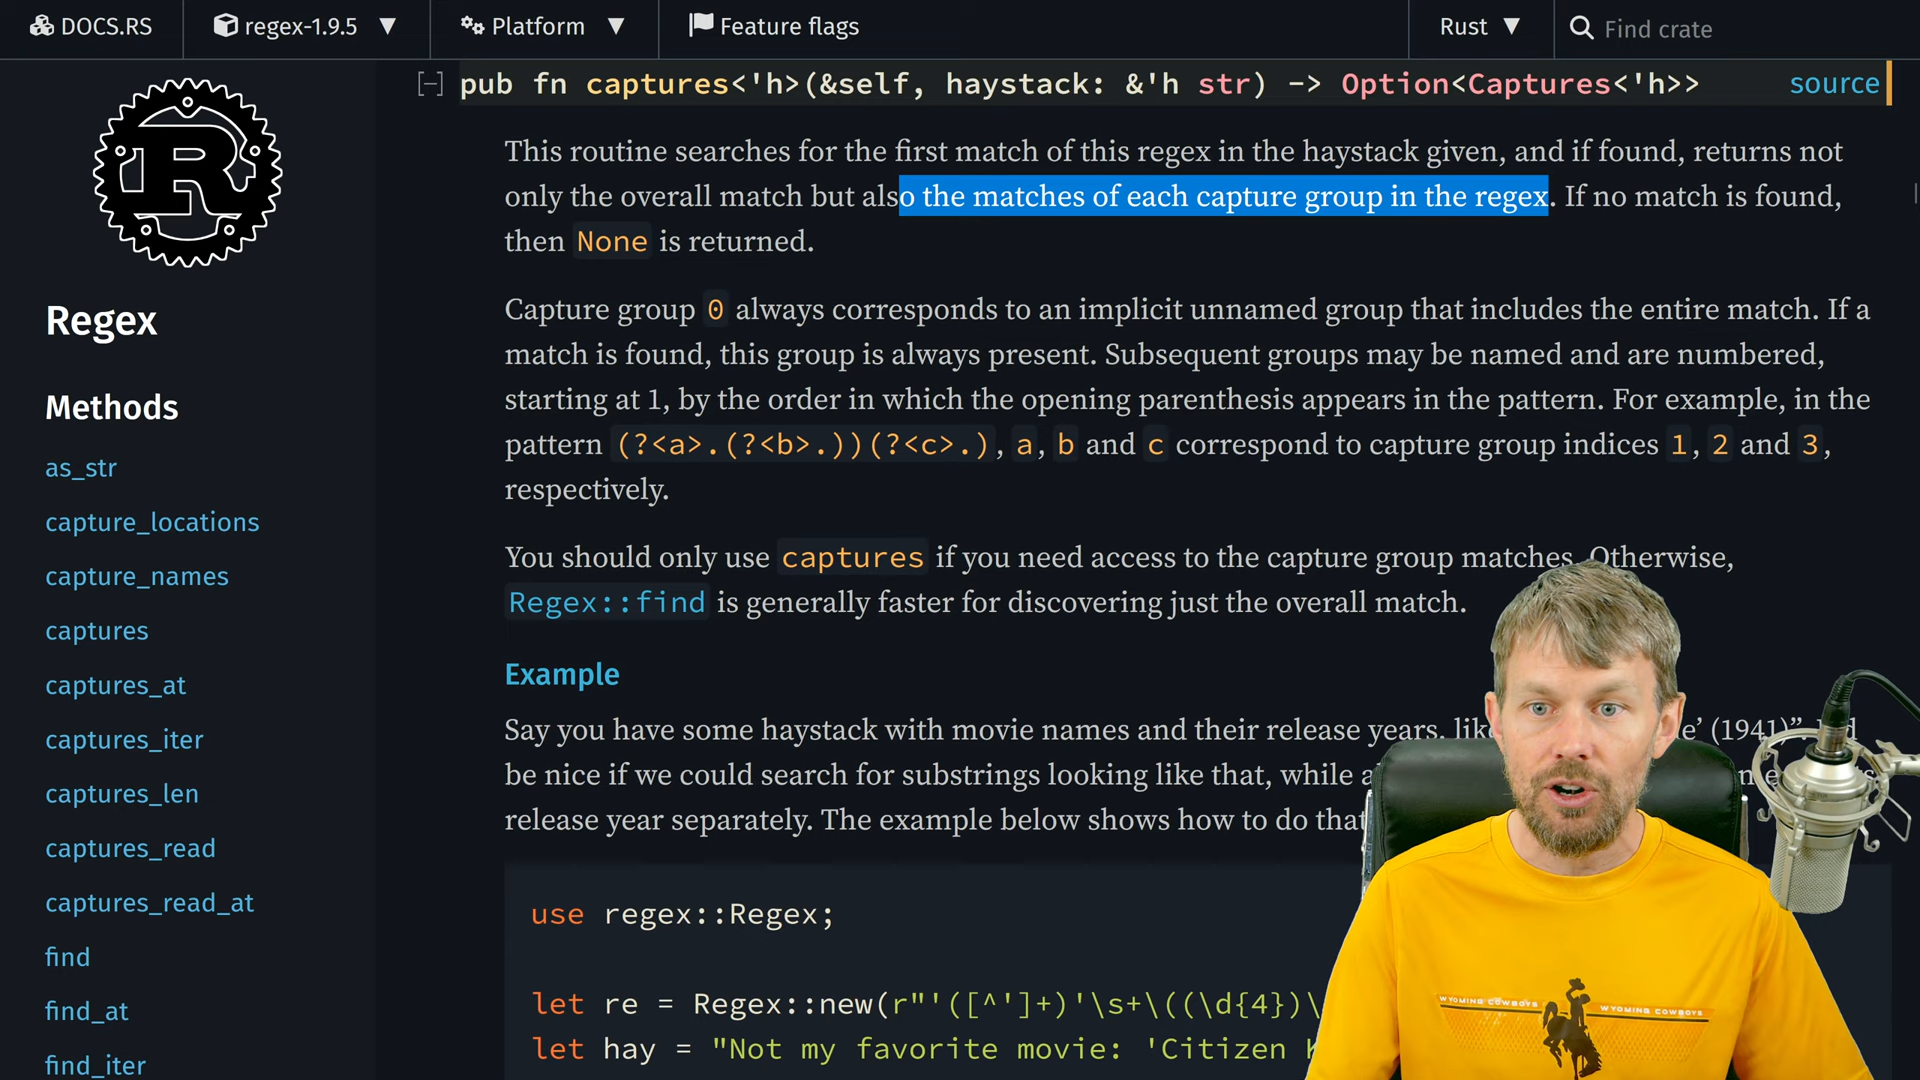 DOCS.RS regex-1.9.5 Platform Feature flags Rust Find crate
[-] pub fn captures<'h>(&self, haystack: &'h str) -> Option<Captures<'h>> source
This routine searches for the first match of this regex in the haystack given, and if found, returns not
only the overall match but also the matches of each capture group in the regex. If no match is found,
then None is returned.
Capture group 0 always corresponds to an implicit unnamed group that includes the entire match. If a
match is found, this group is always present. Subsequent groups may be named and are numbered,
starting at 1, by the order in which the opening parenthesis appears in the pattern. For example, in the
pattern (?<a>.(?<b>.))(?<c>.), a, b and c correspond to capture group indices 1, 2 and 3,
respectively.
You should only use captures if you need access to the capture group matches. Otherwise,
Regex::find is generally faster for discovering just the overall match.
Example
Say you have some haystack with movie names and their release years, (1941)”.
be nice if we could search for substrings looking like that, while
release year separately. The example below shows how to do that
use regex::Regex;
let re = Regex::new(r"'([^']+)'\s+\((\d{4})\
let hay = "Not my favorite movie: 'Citizen
R
Regex
Methods
as_str
capture_locations
capture_names
captures
captures_at
captures_iter
captures_len
captures_read
captures_read_at
find
find_at
find_iter
WYOMING COWBOYS WYOMING COWBOYS